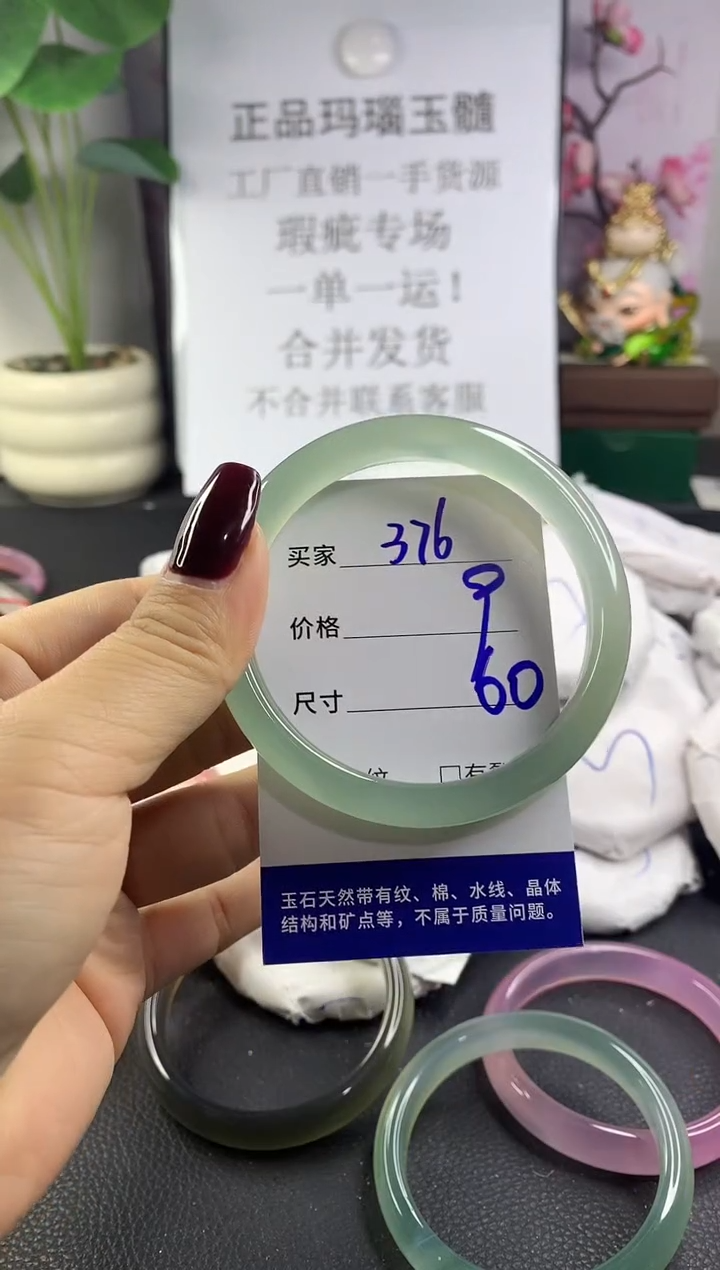 正品玛瑙玉髓
工厂直销一手货源
瑕疵专场
一单一运！
合并发货
不合并联系客服
买家 376
价格 9
尺寸 60
纹 □有裂
玉石天然带有纹、棉、水线、晶体
结构和矿点等，不属于质量问题。